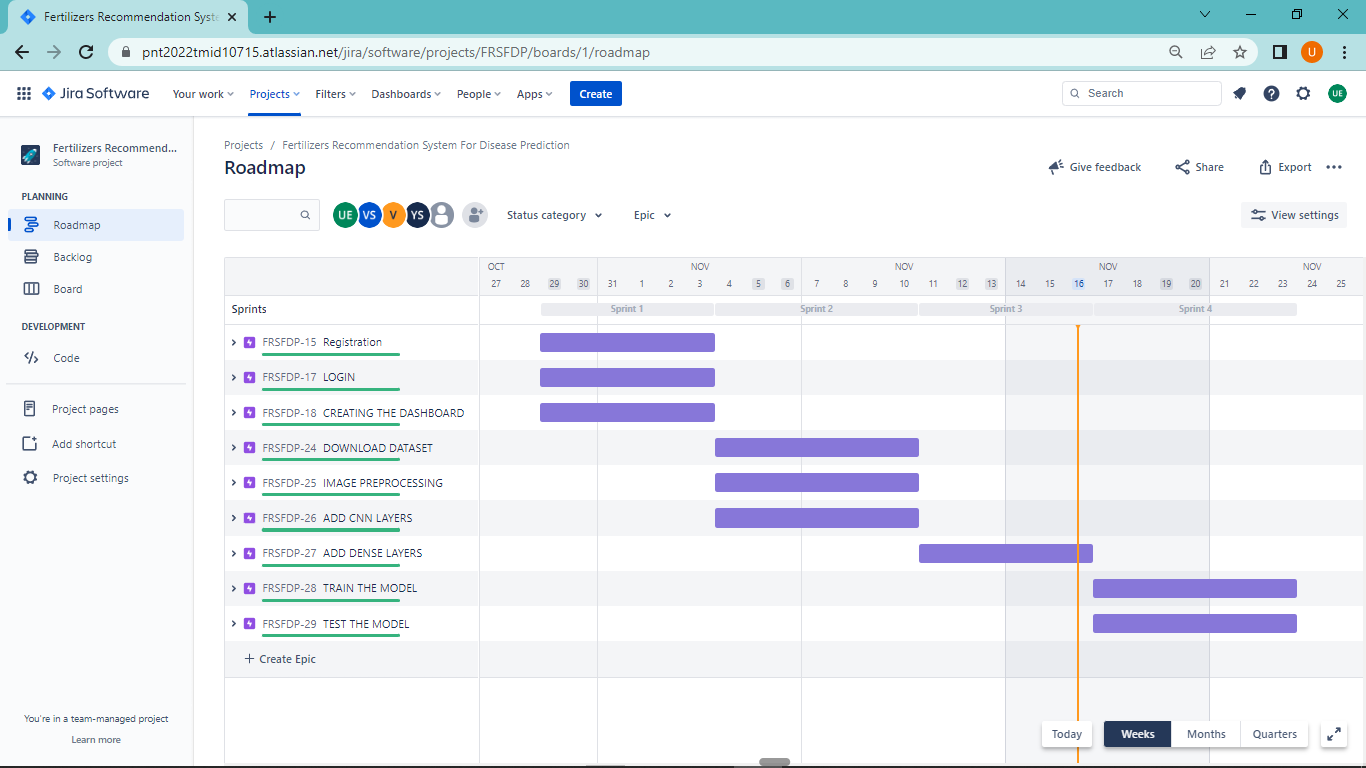 Fertilizers Recommendation Syste
pnt2022tmid10715.atlassian.net/jira/software/projects/FRSFDP/boards/1/roadmap
U
Jira Software Your work Projects Filters Dashboards People Apps Create Search UE
Fertilizers Recommend...
Software project
PLANNING
Roadmap
Backlog
Board
DEVELOPMENT
Code
Project pages
Add shortcut
Project settings
You're in a team-managed project
Learn more
Projects / Fertilizers Recommendation System For Disease Prediction
Roadmap
Give feedback Share Export
UE VS V YS Status category Epic View settings
OCT NOV NOV NOV NOV
27 28 29 30 31 1 2 3 4 5 6 7 8 9 10 11 12 13 14 15 16 17 18 19 20 21 22 23 24 25
Sprints Sprint 1 Sprint 2 Sprint 3 Sprint 4
FRSFDP-15 Registration
FRSFDP-17 LOGIN
FRSFDP-18 CREATING THE DASHBOARD
FRSFDP-24 DOWNLOAD DATASET
FRSFDP-25 IMAGE PREPROCESSING
FRSFDP-26 ADD CNN LAYERS
FRSFDP-27 ADD DENSE LAYERS
FRSFDP-28 TRAIN THE MODEL
FRSFDP-29 TEST THE MODEL
+ Create Epic
Today Weeks Months Quarters